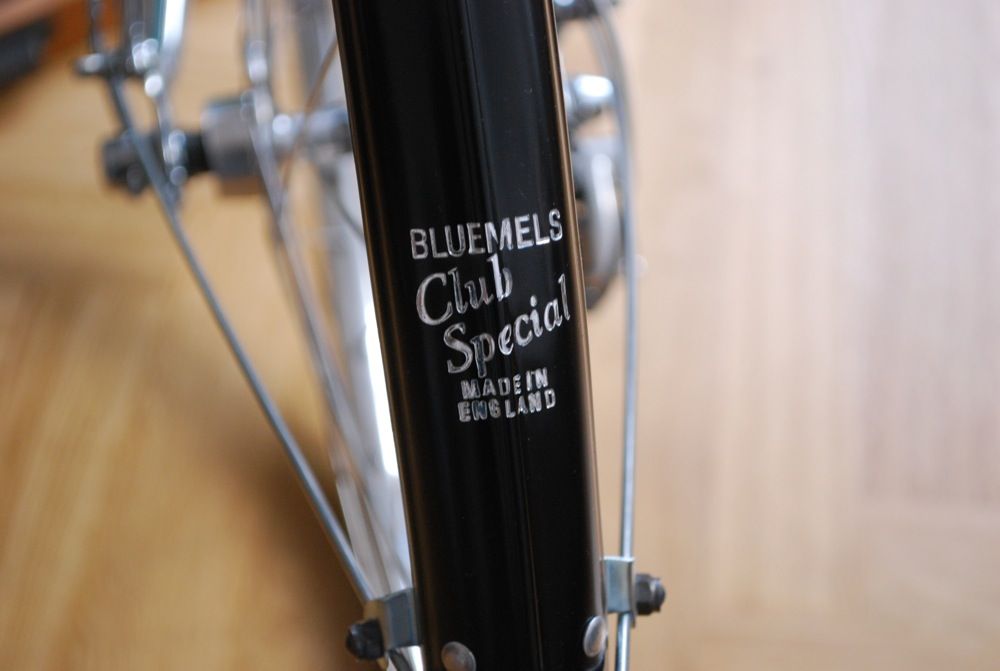 BLUEMELS
Club
Special
MADE IN
ENGLAND